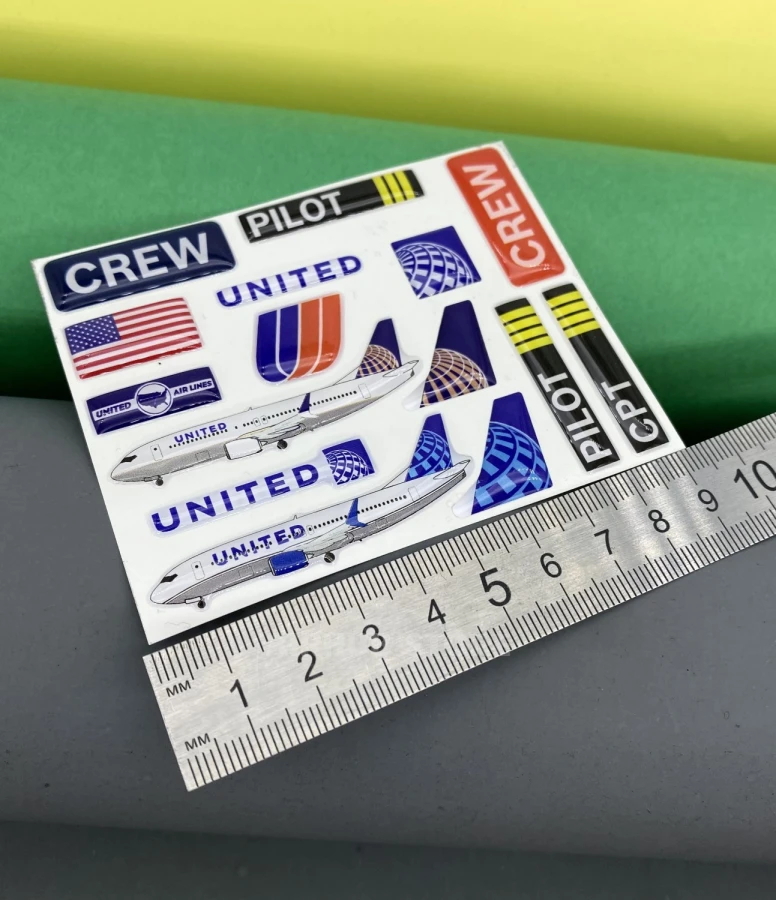 CREW
PILOT
CREW
UNITED
UNITED AIR LINES
UNITED
UNITED
UNITED
PILOT
CPT
MM
1 2 3 4 5 6 7 8 9 10
MM